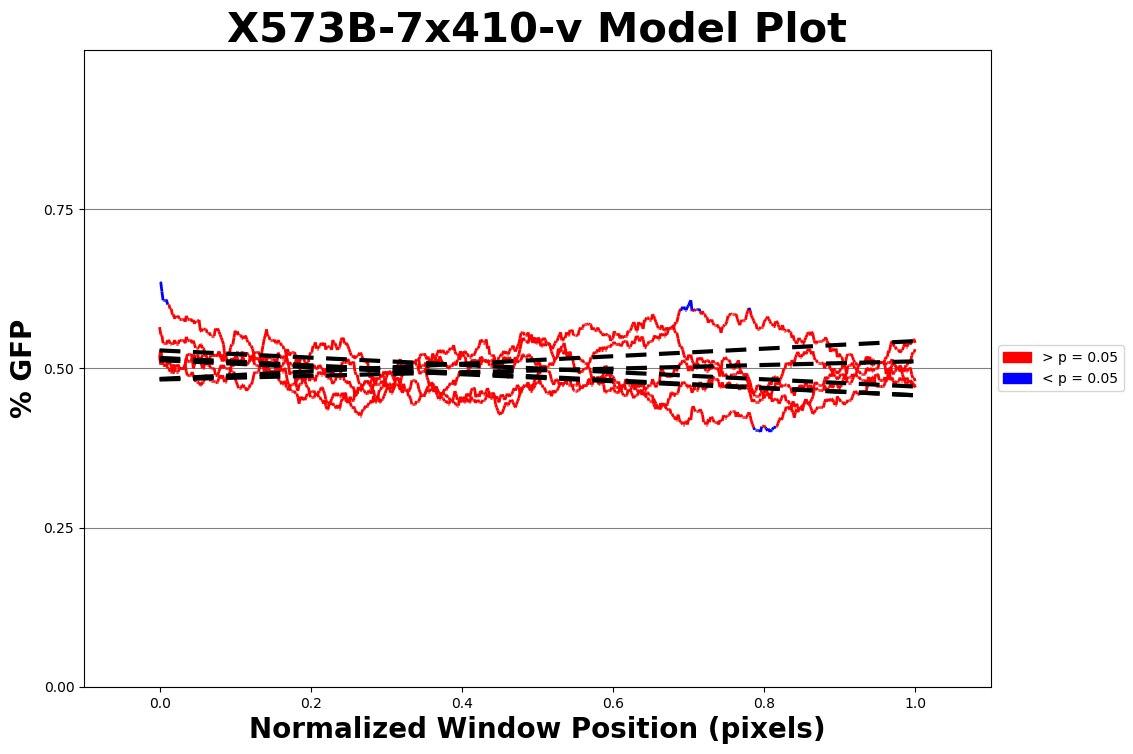 X573B-7x410-v Model Plot
% GFP
0.75
0.50
0.25
0.00
0.0 0.2 0.4 0.6 0.8 1.0
Normalized Window Position (pixels)
> p = 0.05
< p = 0.05